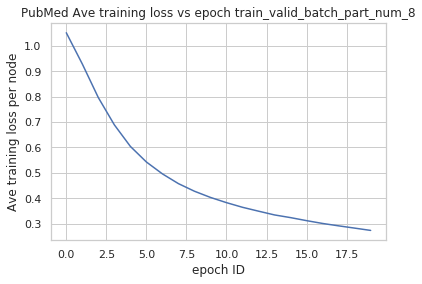 PubMed Ave training loss vs epoch train_valid_batch_part_num_8
Ave training loss per node
1.0
0.9
0.8
0.7
0.6
0.5
0.4
0.3
0.0 2.5 5.0 7.5 10.0 12.5 15.0 17.5
epoch ID